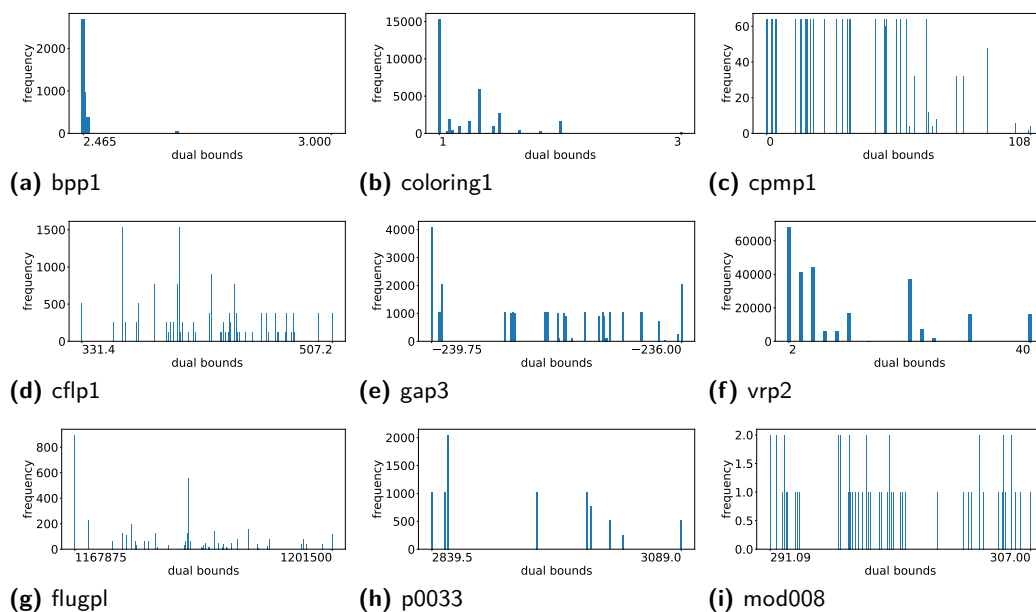 frequency
2000
1000
0
2.465
3.000
dual bounds
(a) bpp1
frequency
15000
10000
5000
0
1
3
dual bounds
(b) coloring1
frequency
60
40
20
0
0
108
dual bounds
(c) cpmp1
frequency
1500
1000
500
0
331.4
507.2
dual bounds
(d) cflp1
frequency
4000
3000
2000
1000
0
−239.75
−236.00
dual bounds
(e) gap3
frequency
60000
40000
20000
0
2
40
dual bounds
(f) vrp2
frequency
800
600
400
200
0
1167875
1201500
dual bounds
(g) flugpl
frequency
2000
1500
1000
500
0
2839.5
3089.0
dual bounds
(h) p0033
frequency
2.0
1.5
1.0
0.5
0.0
291.09
307.00
dual bounds
(i) mod008